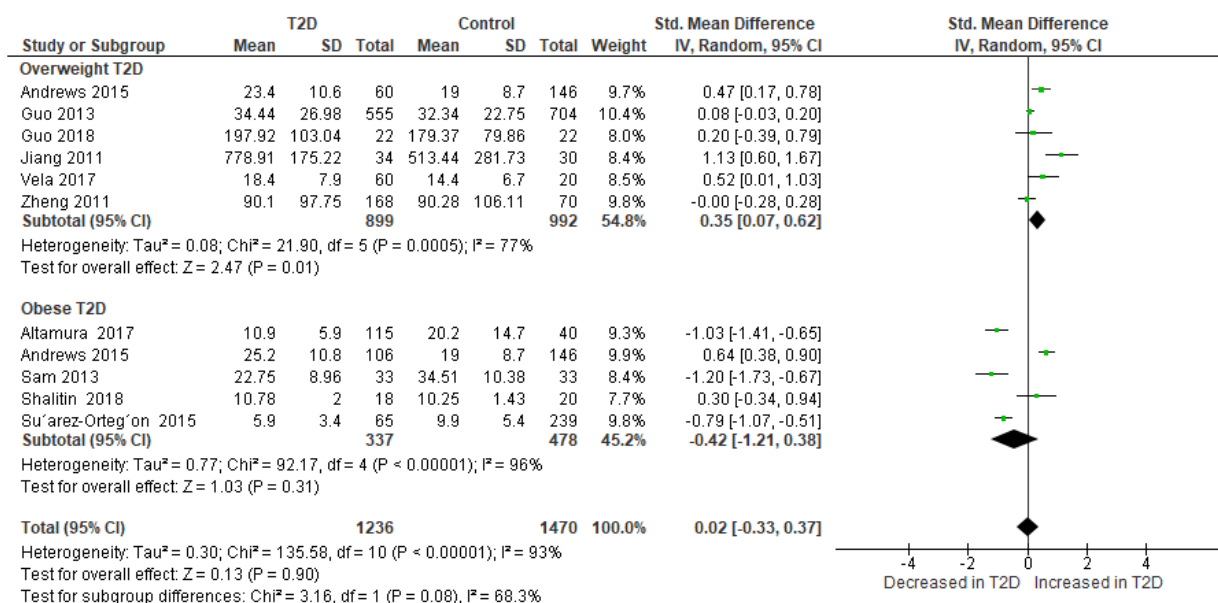 T2D Control Std. Mean Difference Std. Mean Difference
Study or Subgroup Mean SD Total Mean SD Total Weight IV, Random, 95% CI IV, Random, 95% CI
Overweight T2D
Andrews 2015 23.4 10.6 60 19 8.7 146 9.7% 0.47 [0.17, 0.78]
Guo 2013 34.44 26.98 555 32.34 22.75 704 10.4% 0.08 [-0.03, 0.20]
Guo 2018 197.92 103.04 22 179.37 79.86 22 8.0% 0.20 [-0.39, 0.79]
Jiang 2011 778.91 175.22 34 513.44 281.73 30 8.4% 1.13 [0.60, 1.67]
Vela 2017 18.4 7.9 60 14.4 6.7 20 8.5% 0.52 [0.01, 1.03]
Zheng 2011 90.1 97.75 168 90.28 106.11 70 9.8% -0.00 [-0.28, 0.28]
Subtotal (95% CI) 899 992 54.8% 0.35 [0.07, 0.62]
Heterogeneity: Tau² = 0.08; Chi² = 21.90, df = 5 (P = 0.0005); I² = 77%
Test for overall effect: Z = 2.47 (P = 0.01)
Obese T2D
Altamura 2017 10.9 5.9 115 20.2 14.7 40 9.3% -1.03 [-1.41, -0.65]
Andrews 2015 25.2 10.8 106 19 8.7 146 9.9% 0.64 [0.38, 0.90]
Sam 2013 22.75 8.96 33 34.51 10.38 33 8.4% -1.20 [-1.73, -0.67]
Shalitin 2018 10.78 2 18 10.25 1.43 20 7.8% 0.30 [-0.34, 0.94]
Su´arez-Orteg´on 2015 5.9 3.4 65 9.9 5.4 239 9.8% -0.79 [-1.07, -0.51]
Subtotal (95% CI) 337 478 45.2% -0.42 [-1.21, 0.38]
Heterogeneity: Tau² = 0.77; Chi² = 92.17, df = 4 (P < 0.00001); I² = 96%
Test for overall effect: Z = 1.03 (P = 0.31)
Total (95% CI) 1236 1470 100.0% 0.02 [-0.33, 0.37]
Heterogeneity: Tau² = 0.30; Chi² = 135.58, df = 10 (P < 0.00001); I² = 93%
Test for overall effect: Z = 0.13 (P = 0.90)
Test for subgroup differences: Chi² = 3.16, df = 1 (P = 0.08), I² = 68.3%
-4 -2 0 2 4
Decreased in T2D Increased in T2D